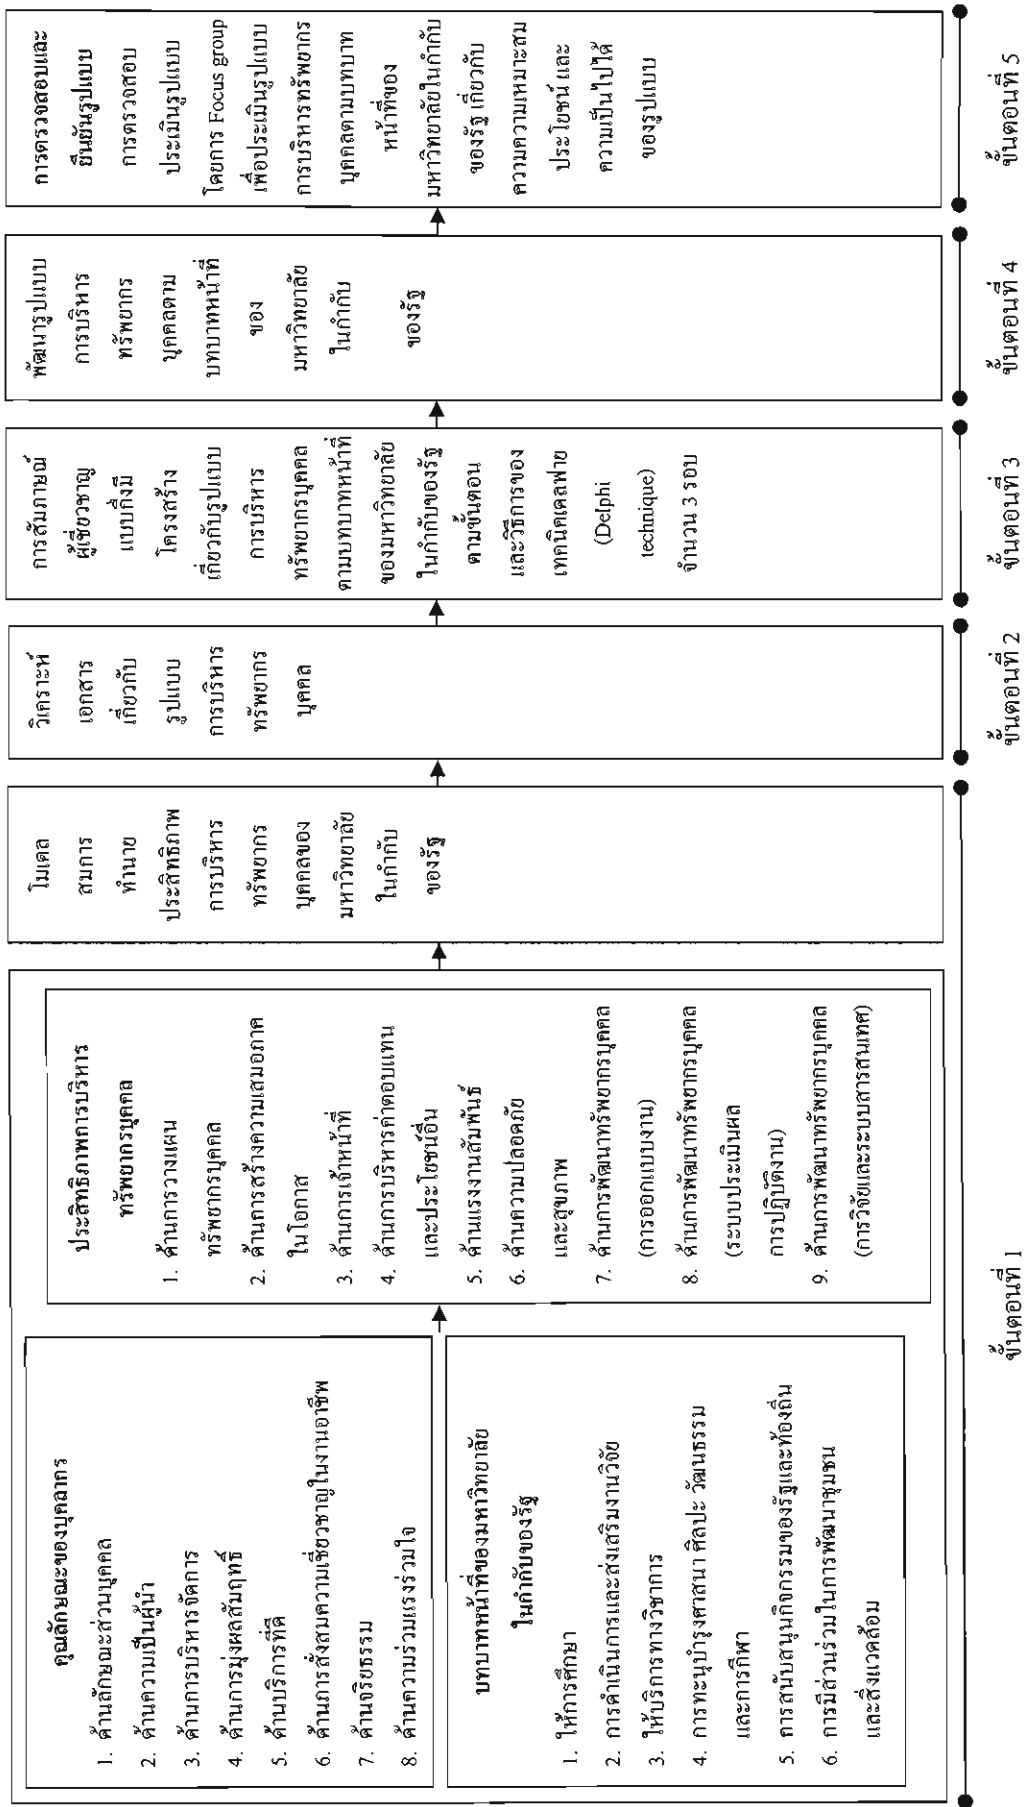 คุณลักษณะของบุคลากร
1. ด้านลักษณะส่วนบุคคล
2. ด้านความเป็นผู้นำ
3. ด้านการบริหารจัดการ
4. ด้านการมุ่งผลสัมฤทธิ์
5. ด้านบริการที่ดี
6. ด้านการสั่งสมความเชี่ยวชาญในงานอาชีพ
7. ด้านจริยธรรม
8. ด้านความร่วมแรงร่วมใจ
บทบาทหน้าที่ของมหาวิทยาลัย
ในกำกับของรัฐ
1. ให้การศึกษา
2. การดำเนินการและส่งเสริมงานวิจัย
3. ให้บริการทางวิชาการ
4. การทะนุบำรุงศาสนา ศิลปะ วัฒนธรรม
และการกีฬา
5. การสนับสนุนกิจกรรมของรัฐและท้องถิ่น
6. การมีส่วนร่วมในการพัฒนาชุมชน
และสิ่งแวดล้อม
ประสิทธิภาพการบริหาร
ทรัพยากรบุคคล
1. ด้านการวางแผน
ทรัพยากรบุคคล
2. ด้านการสร้างความเสมอภาค
ในโอกาส
3. ด้านการเจ้าหน้าที่
4. ด้านการบริหารค่าตอบแทน
และประโยชน์อื่น
5. ด้านแรงงานสัมพันธ์
6. ด้านความปลอดภัย
และสุขภาพ
7. ด้านการพัฒนาทรัพยากรบุคคล
(การออกแบบงาน)
8. ด้านการพัฒนาทรัพยากรบุคคล
(ระบบประเมินผล
การปฏิบัติงาน)
9. ด้านการพัฒนาทรัพยากรบุคคล
(การวิจัยและระบบสารสนเทศ)
โมเดล
สมการ
ทำนาย
ประสิทธิภาพ
การบริหาร
ทรัพยากร
บุคคลของ
มหาวิทยาลัย
ในกำกับ
ของรัฐ
วิเคราะห์
เอกสาร
เกี่ยวกับ
รูปแบบ
การบริหาร
ทรัพยากร
บุคคล
การสัมภาษณ์
ผู้เชี่ยวชาญ
แบบกึ่งมี
โครงสร้าง
เกี่ยวกับรูปแบบ
การบริหาร
ทรัพยากรบุคคล
ตามบทบาทหน้าที่
ของมหาวิทยาลัย
ในกำกับของรัฐ
ตามขั้นตอน
และวิธีการของ
เทคนิคเดลฟาย
(Delphi
technique)
จำนวน 3 รอบ
พัฒนารูปแบบ
การบริหาร
ทรัพยากร
บุคคลตาม
บทบาทหน้าที่
ของ
มหาวิทยาลัย
ในกำกับ
ของรัฐ
การตรวจสอบและ
ยืนยันรูปแบบ
การตรวจสอบ
ประเมินรูปแบบ
โดยการ Focus group
เพื่อประเมินรูปแบบ
การบริหารทรัพยากร
บุคคลตามบทบาท
หน้าที่ของ
มหาวิทยาลัยในกำกับ
ของรัฐ เกี่ยวกับ
ความความเหมาะสม
ประโยชน์ และ
ความเป็นไปได้
ของรูปแบบ
ขั้นตอนที่ 1
ขั้นตอนที่ 2
ขั้นตอนที่ 3
ขั้นตอนที่ 4
ขั้นตอนที่ 5